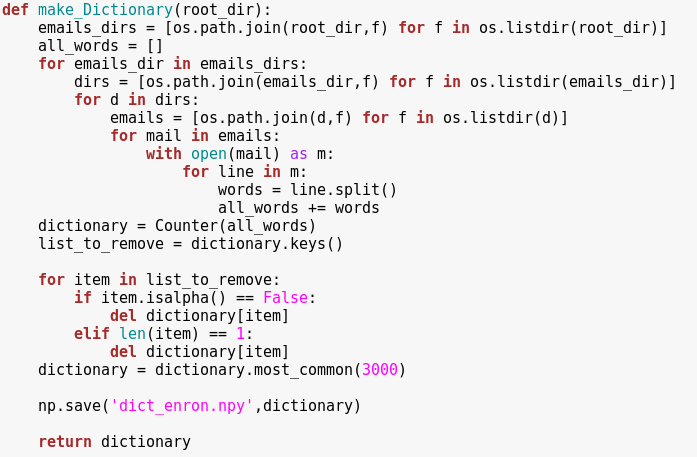 def make_Dictionary(root_dir):
    emails_dirs = [os.path.join(root_dir,f) for f in os.listdir(root_dir)]
    all_words = []
    for emails_dir in emails_dirs:
        dirs = [os.path.join(emails_dir,f) for f in os.listdir(emails_dir)]
        for d in dirs:
            emails = [os.path.join(d,f) for f in os.listdir(d)]
            for mail in emails:
                with open(mail) as m:
                    for line in m:
                        words = line.split()
                        all_words += words
    dictionary = Counter(all_words)
    list_to_remove = dictionary.keys()

    for item in list_to_remove:
        if item.isalpha() == False:
            del dictionary[item]
        elif len(item) == 1:
            del dictionary[item]
    dictionary = dictionary.most_common(3000)

    np.save('dict_enron.npy',dictionary)

    return dictionary